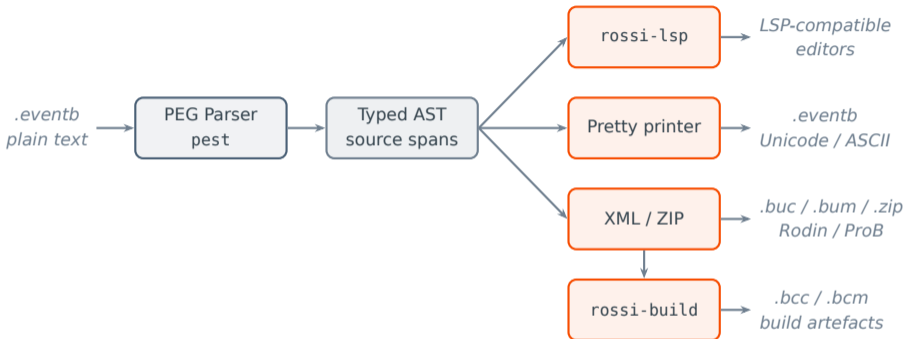 .eventb
plain text
PEG Parser
pest
Typed AST
source spans
rossi-lsp
LSP-compatible
editors
Pretty printer
.eventb
Unicode / ASCII
XML / ZIP
.buc / .bum / .zip
Rodin / ProB
rossi-build
.bcc / .bcm
build artefacts